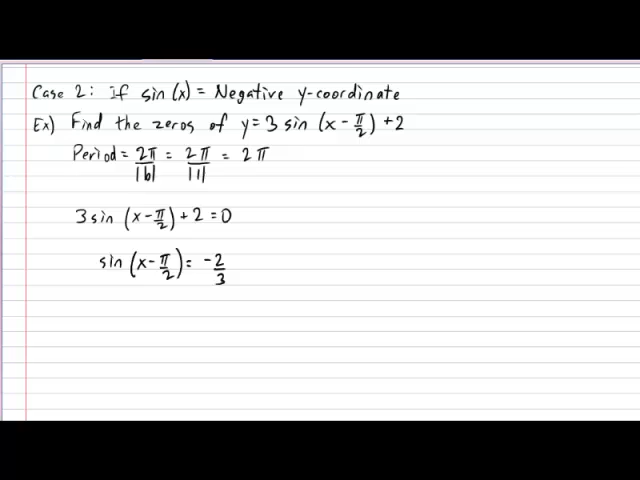 Case 2: If sin(x) = Negative y-coordinate
Ex) Find the zeros of y=3 sin (x - π/2) +2
Period = 2π/|b| = 2π/|1| = 2π
3 sin (x - π/2) + 2 = 0
sin (x - π/2) = -2/3